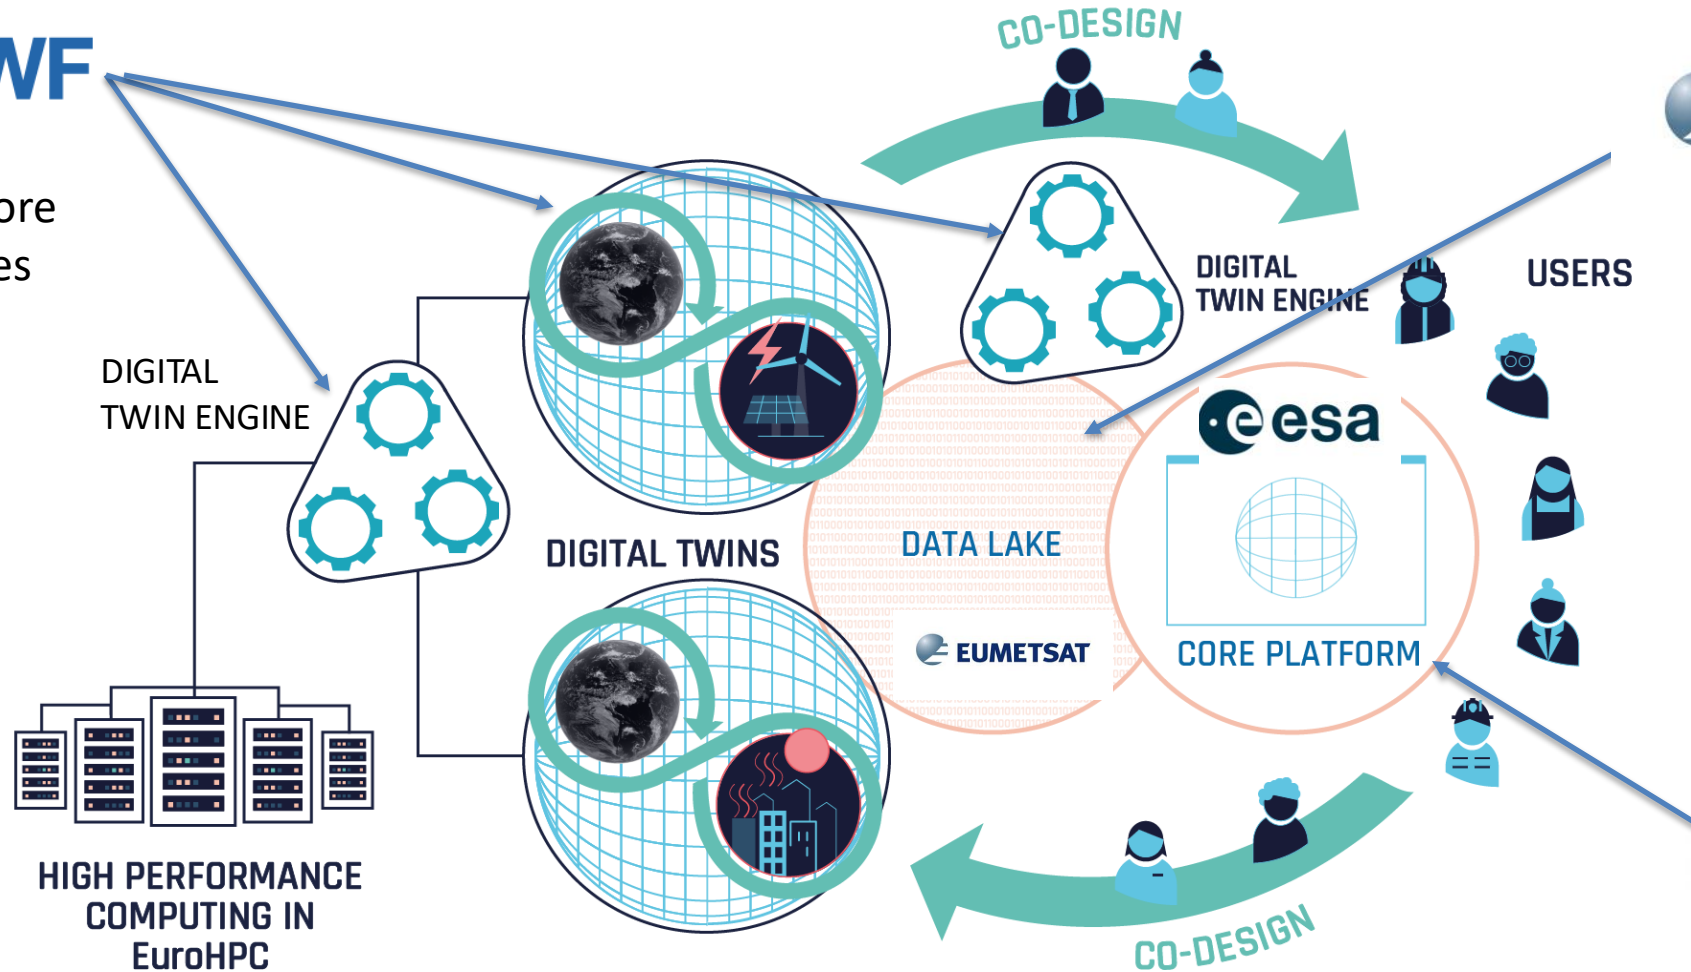 WF
CO-DESIGN
ore
es
DIGITAL
TWIN ENGINE
USERS
DIGITAL
TWIN ENGINE
esa
DIGITAL TWINS
DATA LAKE
EUMETSAT
CORE PLATFORM
HIGH PERFORMANCE
COMPUTING IN
EuroHPC
CO-DESIGN